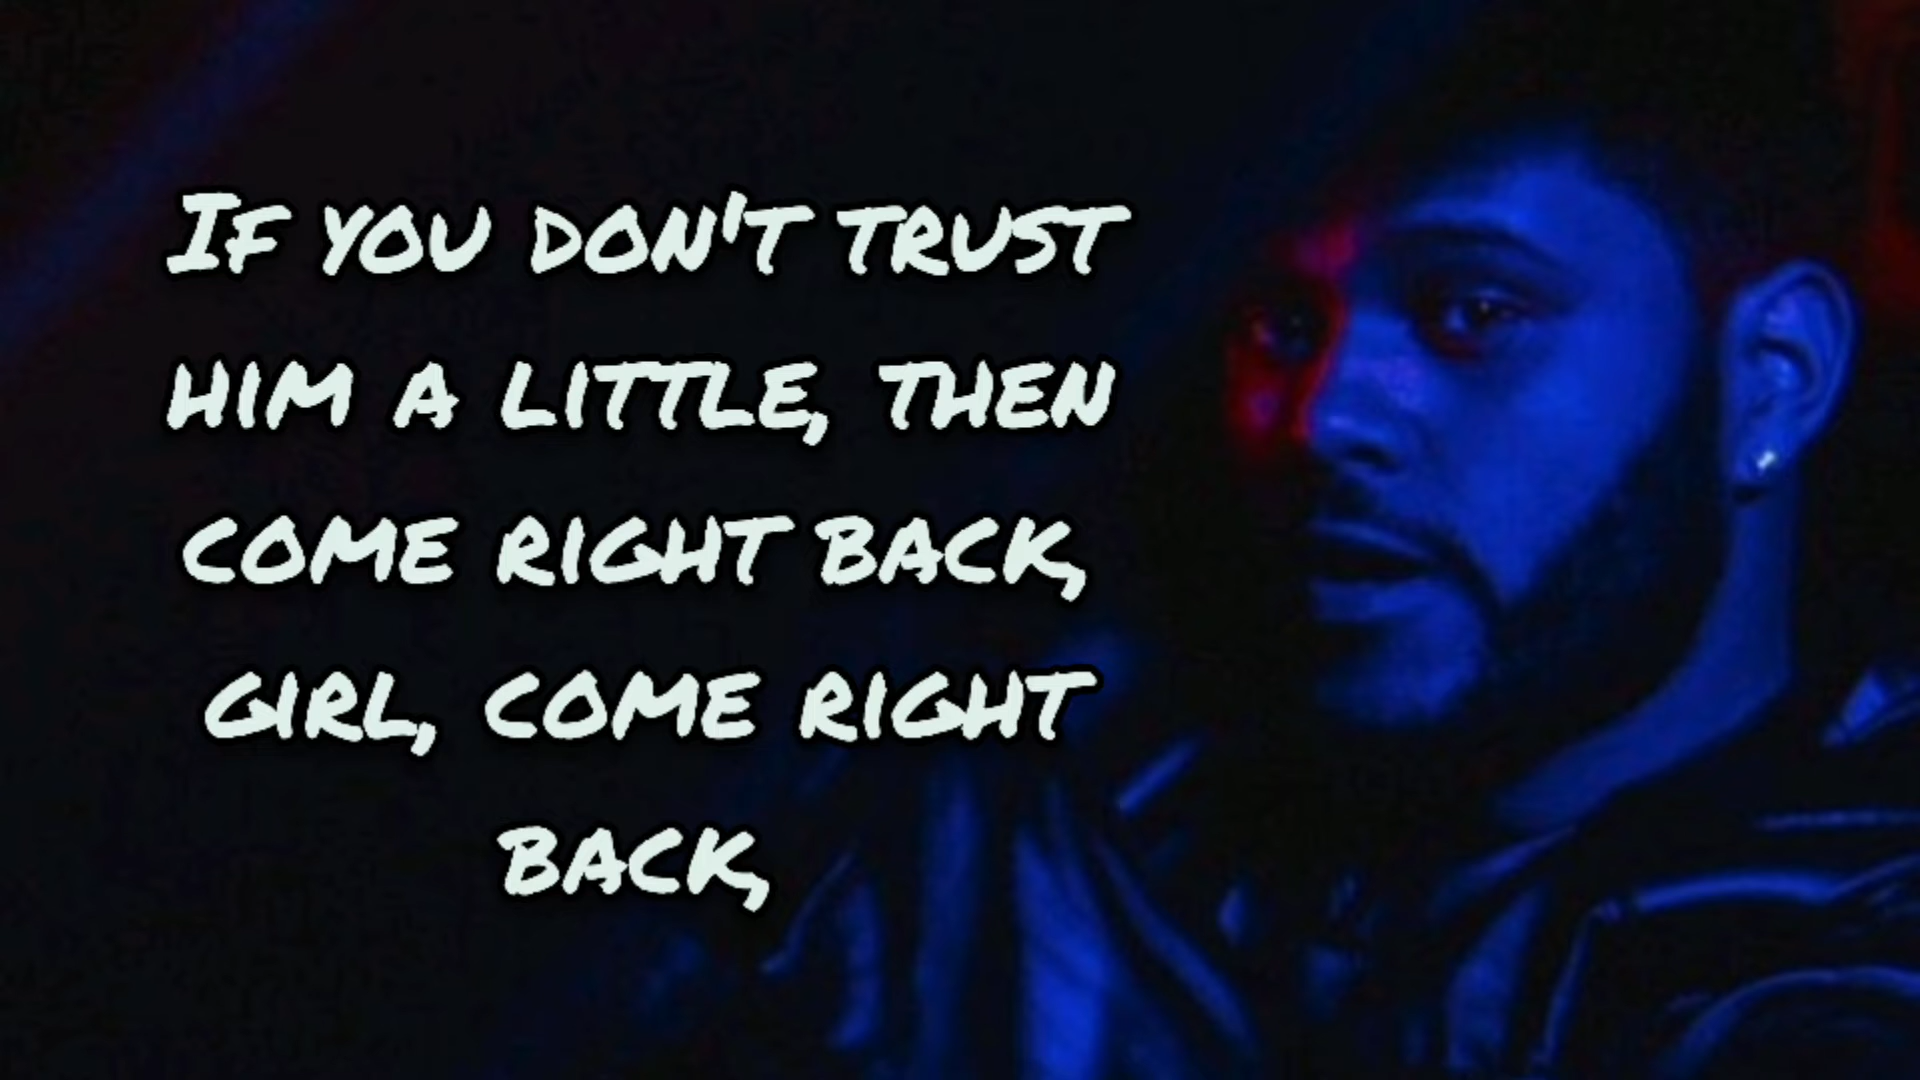 If you don't trust
him a little, then
come right back,
girl, come right
back,